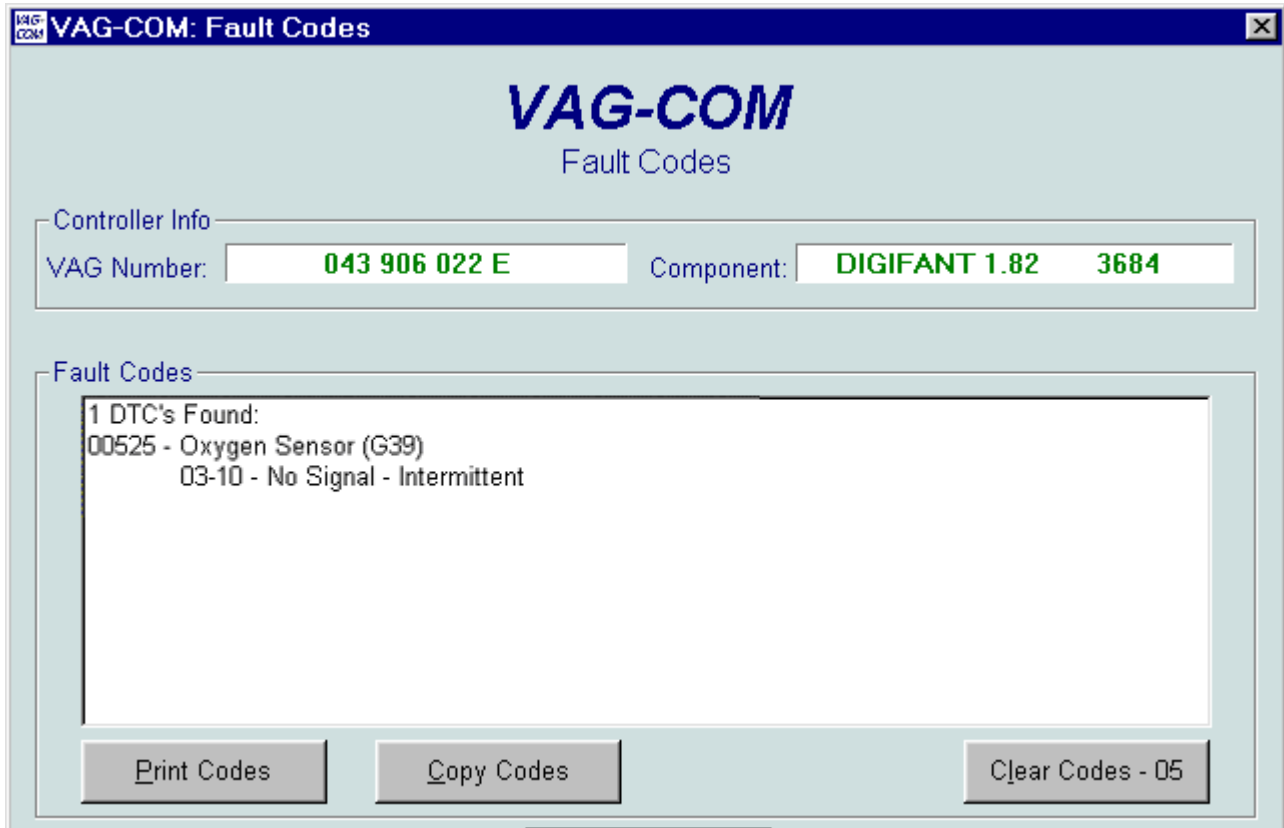 VAG-COM VAG-COM: Fault Codes
VAG-COM
Fault Codes
Controller Info
VAG Number: 043 906 022 E Component: DIGIFANT 1.82 3684
Fault Codes
1 DTC's Found:
00525 - Oxygen Sensor (G39)
03-10 - No Signal - Intermittent
Print Codes Copy Codes Clear Codes - 05